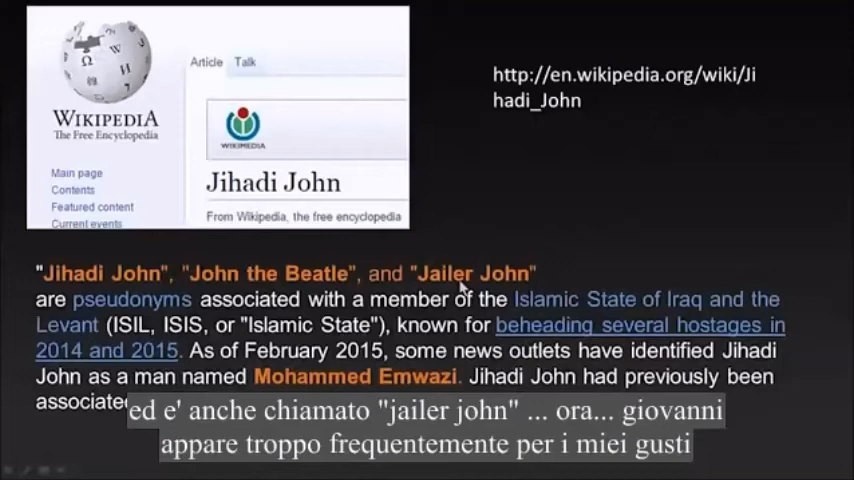 WIKIPEDIA
The Free Encyclopedia
Main page
Contents
Featured content
Current events
Article Talk
WIKIMEDIA
Jihadi John
From Wikipedia, the free encyclopedia
http://en.wikipedia.org/wiki/Ji
hadi_John
"Jihadi John", "John the Beatle", and "Jailer John"
are pseudonyms associated with a member of the Islamic State of Iraq and the
Levant (ISIL, ISIS, or "Islamic State"), known for beheading several hostages in
2014 and 2015. As of February 2015, some news outlets have identified Jihadi
John as a man named Mohammed Emwazi. Jihadi John had previously been
associated
ed e' anche chiamato "jailer john" ... ora... giovanni
appare troppo frequentemente per i miei gusti